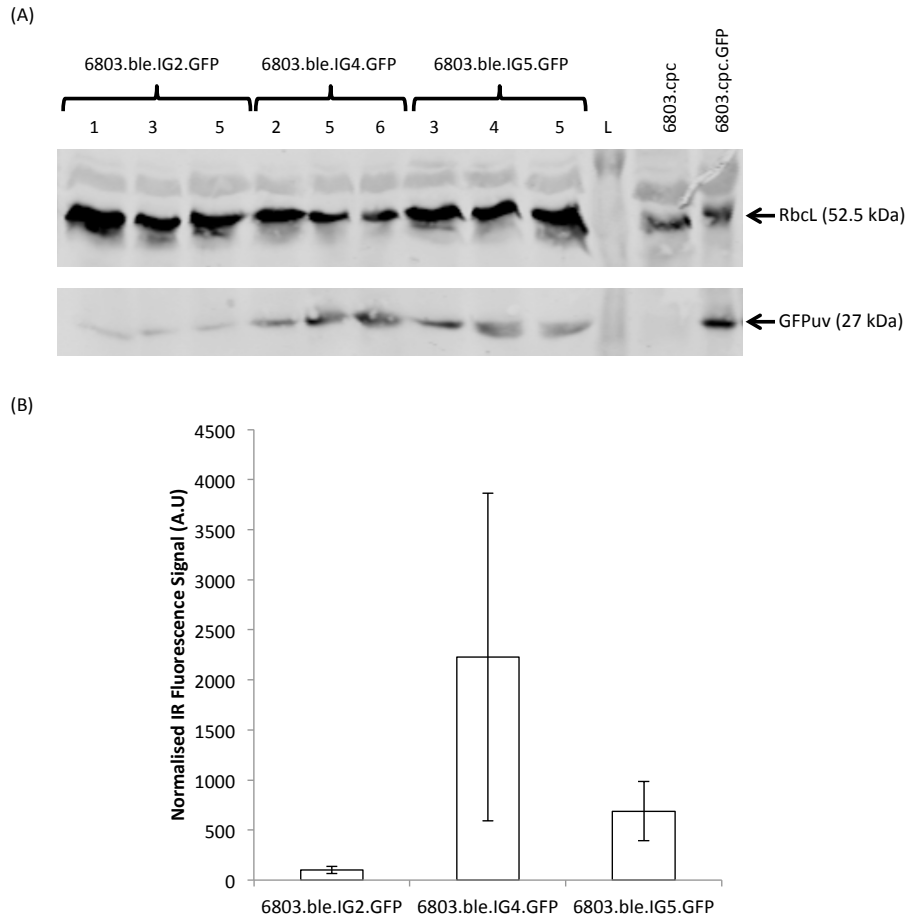 (A)
6803.ble.IG2.GFP 6803.ble.IG4.GFP 6803.ble.IG5.GFP 6803.cpc 6803.cpc.GFP
1 3 5 2 5 6 3 4 5 L
RbcL (52.5 kDa)
GFPuv (27 kDa)
(B)
Normalised IR Fluorescence Signal (A.U)
4500
4000
3500
3000
2500
2000
1500
1000
500
0
6803.ble.IG2.GFP 6803.ble.IG4.GFP 6803.ble.IG5.GFP